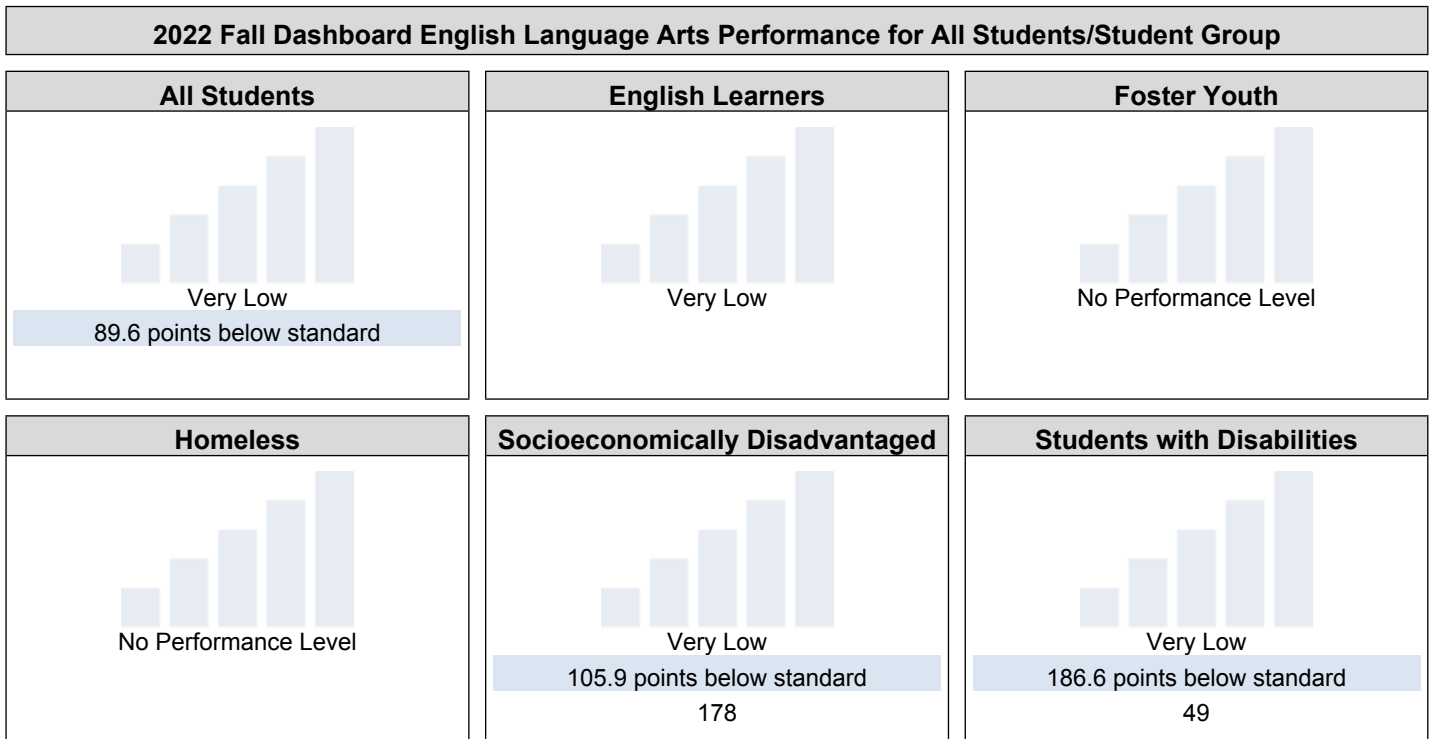 2022 Fall Dashboard English Language Arts Performance for All Students/Student Group
All Students
Very Low
89.6 points below standard
English Learners
Very Low
Foster Youth
No Performance Level
Homeless
No Performance Level
Socioeconomically Disadvantaged
Very Low
105.9 points below standard
178
Students with Disabilities
Very Low
186.6 points below standard
49